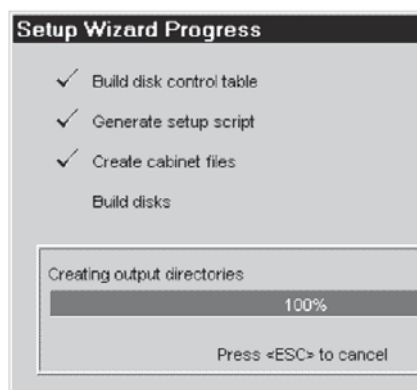 Setup Wizard Progress
Build disk control table
Generate setup script
Create cabinet files
Build disks
Creating output directories
100%
Press <ESC> to cancel